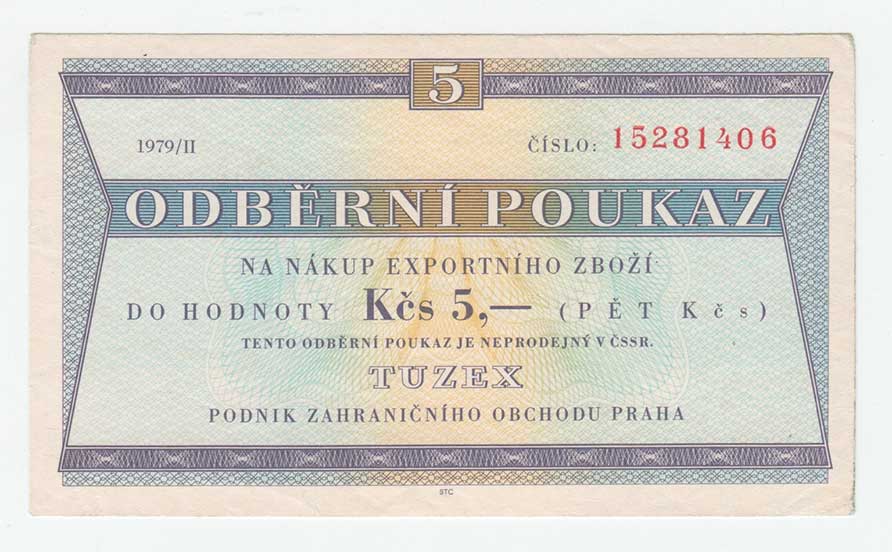 5
1979/II
ČÍSLO: 15281406
ODBĚRNÍ POUKAZ
NA NÁKUP EXPORTNÍHO ZBOŽÍ
DO HODNOTY Kčs 5,— (PĚT Kčs)
TENTO ODBĚRNÍ POUKAZ JE NEPRODEJNÝ V ČSSR.
TUZEX
PODNIK ZAHRANIČNÍHO OBCHODU PRAHA
STC